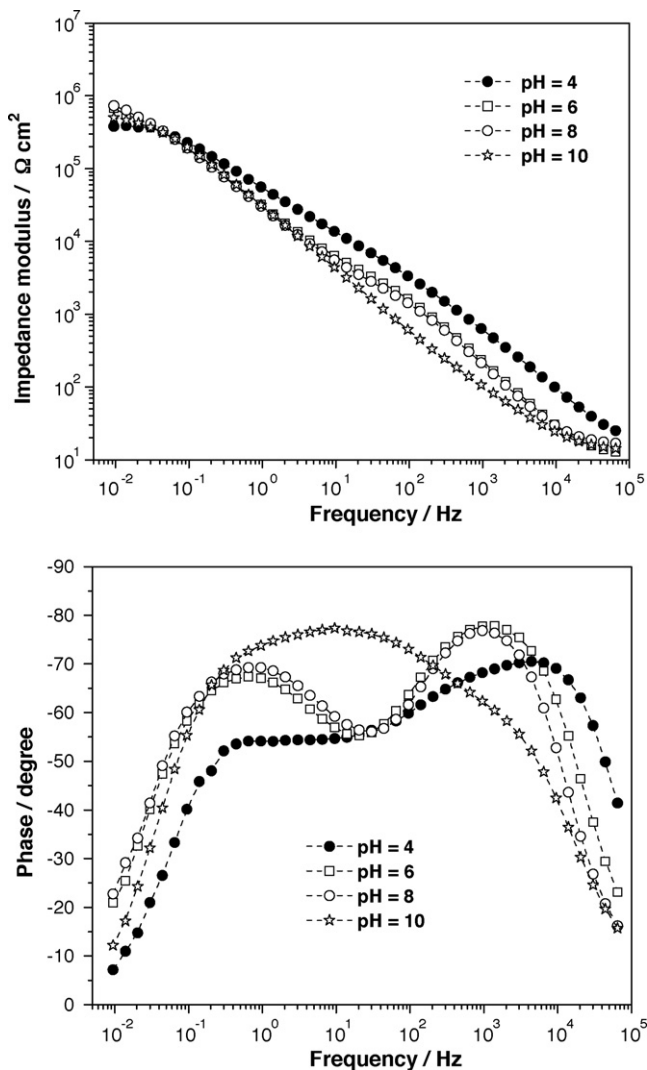 10^7
10^6
10^5
10^4
10^3
10^2
10^1
Impedance modulus / Ω cm^2
pH = 4
pH = 6
pH = 8
pH = 10
10^-2 10^-1 10^0 10^1 10^2 10^3 10^4 10^5
Frequency / Hz
-90
-80
-70
-60
-50
-40
-30
-20
-10
0
Phase / degree
pH = 4
pH = 6
pH = 8
pH = 10
10^-2 10^-1 10^0 10^1 10^2 10^3 10^4 10^5
Frequency / Hz